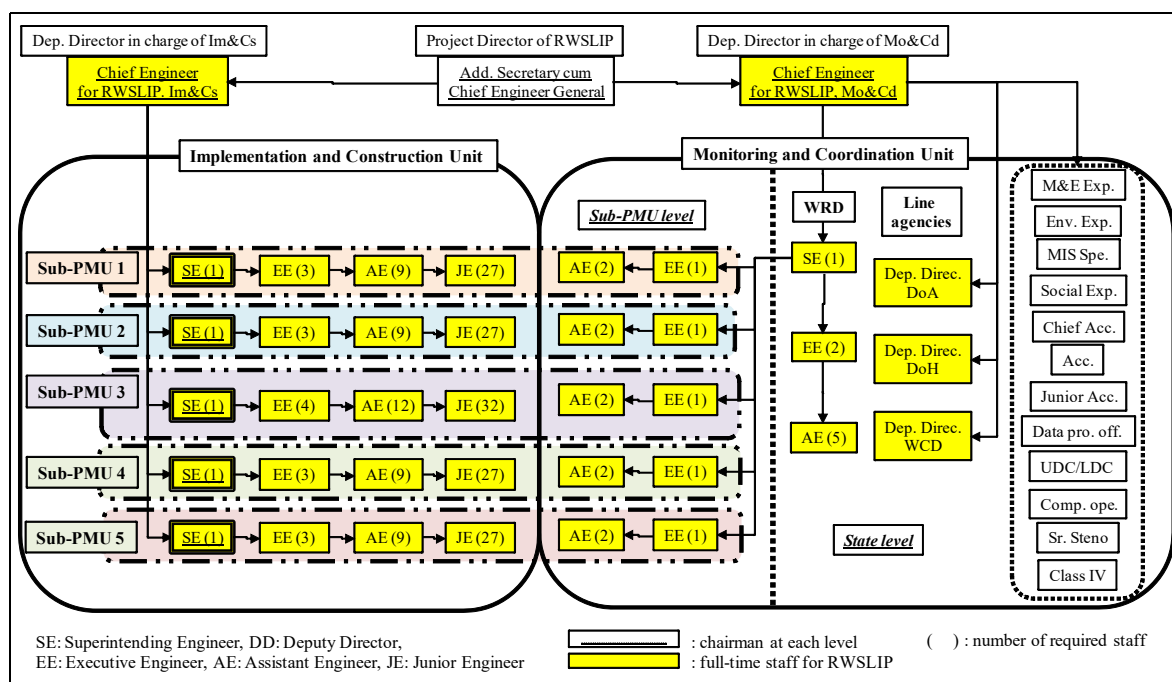 Dep. Director in charge of Im&Cs
Project Director of RWSLIP
Dep. Director in charge of Mo&Cd
Chief Engineer
for RWSLIP. Im&Cs
Add. Secretary cum
Chief Engineer General
Chief Engineer
for RWSLIP, Mo&Cd
Implementation and Construction Unit
Monitoring and Coordination Unit
Sub-PMU level
WRD
Line
agencies
Sub-PMU 1
SE (1)
EE (3)
AE (9)
JE (27)
AE (2)
EE (1)
Sub-PMU 2
SE (1)
EE (3)
AE (9)
JE (27)
AE (2)
EE (1)
Sub-PMU 3
SE (1)
EE (4)
AE (12)
JE (32)
AE (2)
EE (1)
Sub-PMU 4
SE (1)
EE (3)
AE (9)
JE (27)
AE (2)
EE (1)
Sub-PMU 5
SE (1)
EE (3)
AE (9)
JE (27)
AE (2)
EE (1)
SE (1)
EE (2)
AE (5)
Dep. Direc.
DoA
Dep. Direc.
DoH
Dep. Direc.
WCD
State level
M&E Exp.
Env. Exp.
MIS Spe.
Social Exp.
Chief Acc.
Acc.
Junior Acc.
Data pro. off.
UDC/LDC
Comp. ope.
Sr. Steno
Class IV
SE: Superintending Engineer, DD: Deputy Director,
EE: Executive Engineer, AE: Assistant Engineer, JE: Junior Engineer
: chairman at each level
: full-time staff for RWSLIP
( ) : number of required staff